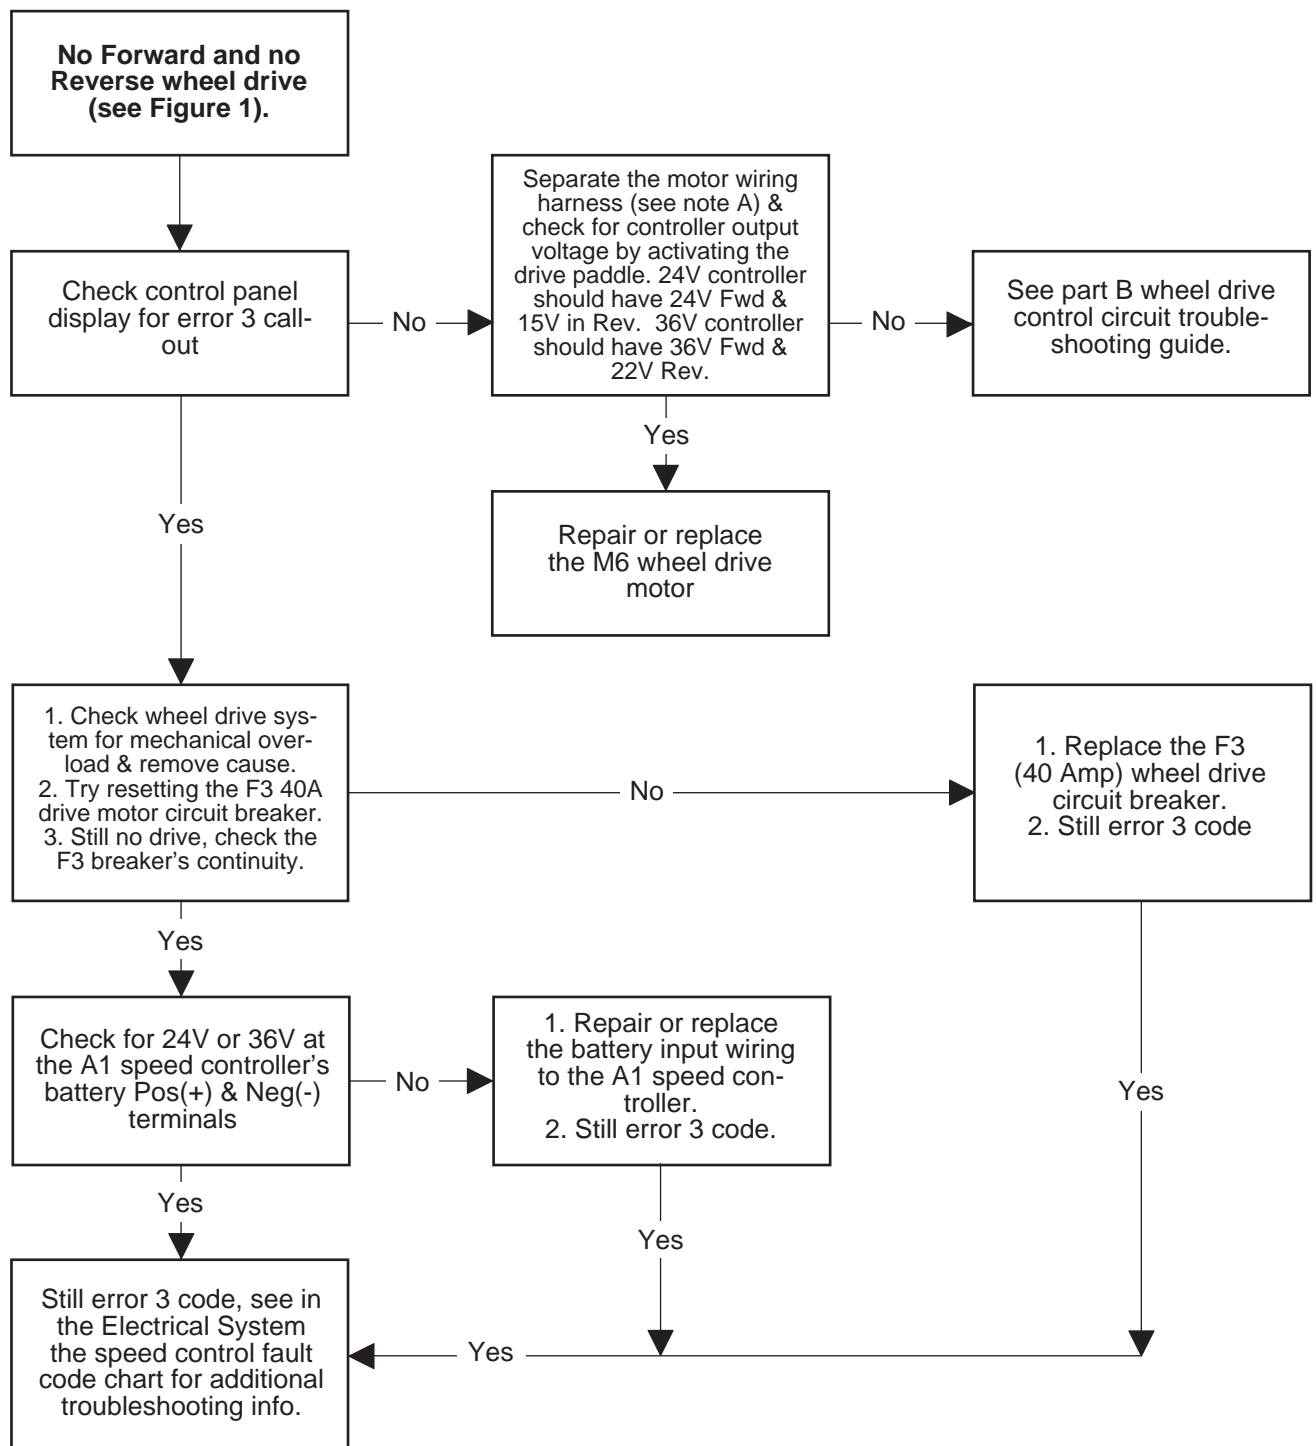 No Forward and no
Reverse wheel drive
(see Figure 1).
Check control panel
display for error 3 call-
out
No
Separate the motor wiring
harness (see note A) &
check for controller output
voltage by activating the
drive paddle. 24V controller
should have 24V Fwd &
15V in Rev.  36V controller
should have 36V Fwd &
22V Rev.
No
See part B wheel drive
control circuit trouble-
shooting guide.
Yes
Repair or replace
the M6 wheel drive
motor
Yes
1. Check wheel drive sys-
tem for mechanical over-
load & remove cause.
2. Try resetting the F3 40A
drive motor circuit breaker.
3. Still no drive, check the
F3 breaker's continuity.
No
1. Replace the F3
(40 Amp) wheel drive
circuit breaker.
2. Still error 3 code
Yes
Check for 24V or 36V at
the A1 speed controller's
battery Pos(+) & Neg(-)
terminals
No
1. Repair or replace
the battery input wiring
to the A1 speed con-
troller.
2. Still error 3 code.
Yes
Yes
Yes
Still error 3 code, see in
the Electrical System
the speed control fault
code chart for additional
troubleshooting info.
Yes